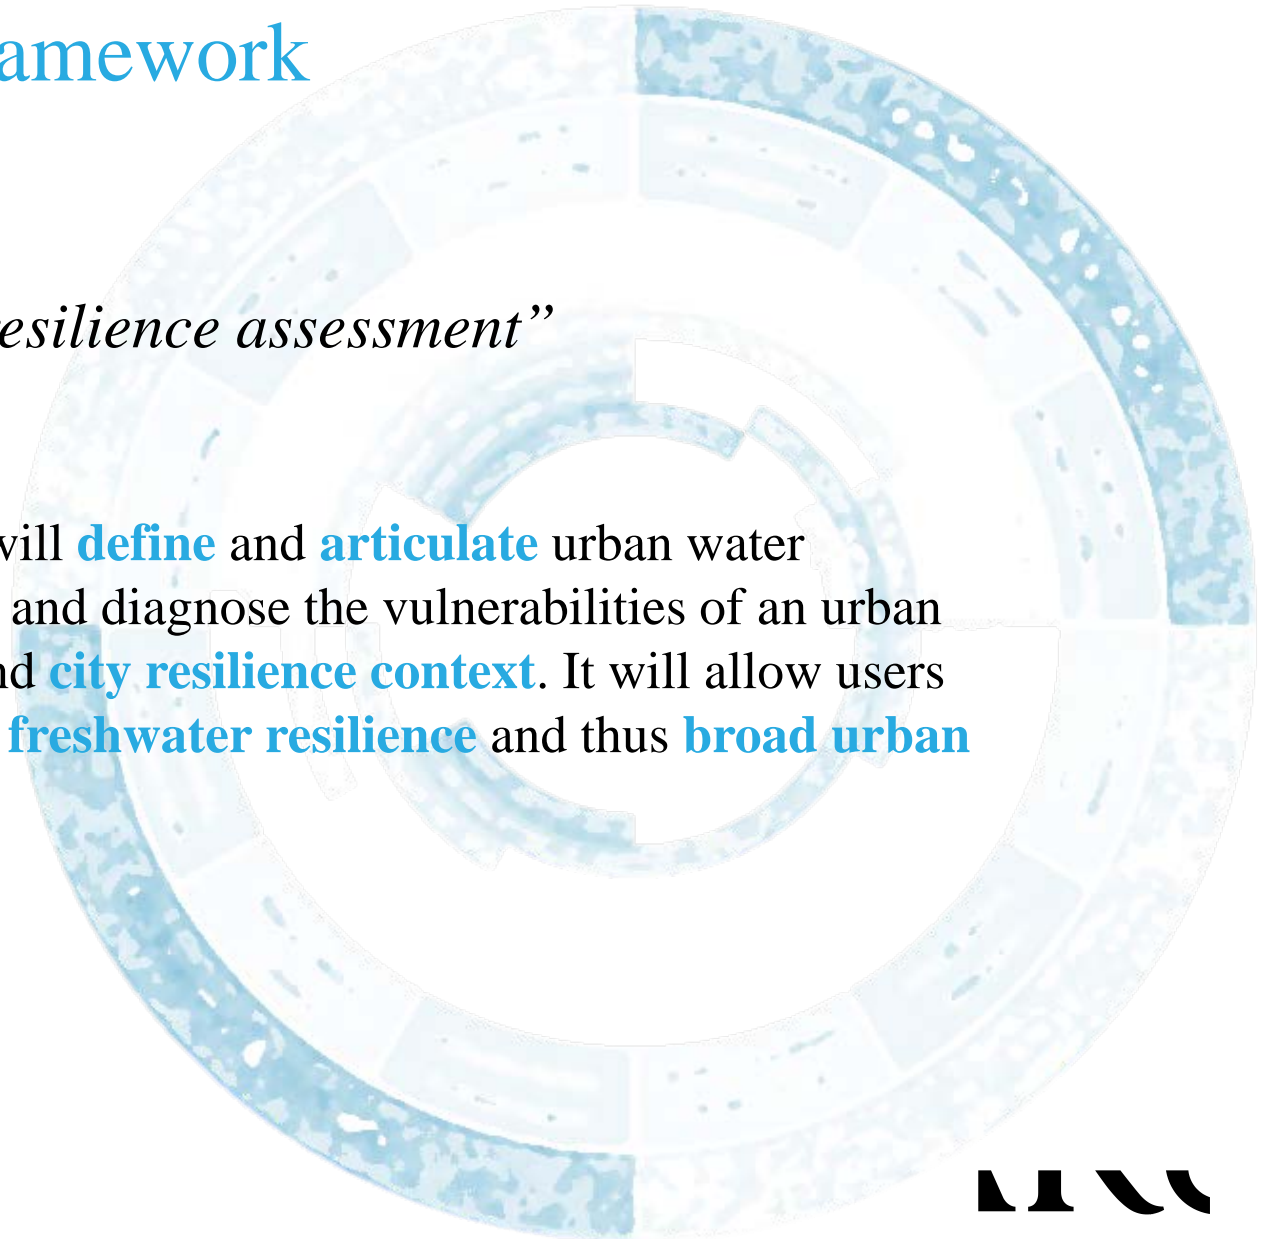 amework
esilience assessment”
will define and articulate urban water
and diagnose the vulnerabilities of an urban
nd city resilience context. It will allow users
freshwater resilience and thus broad urban